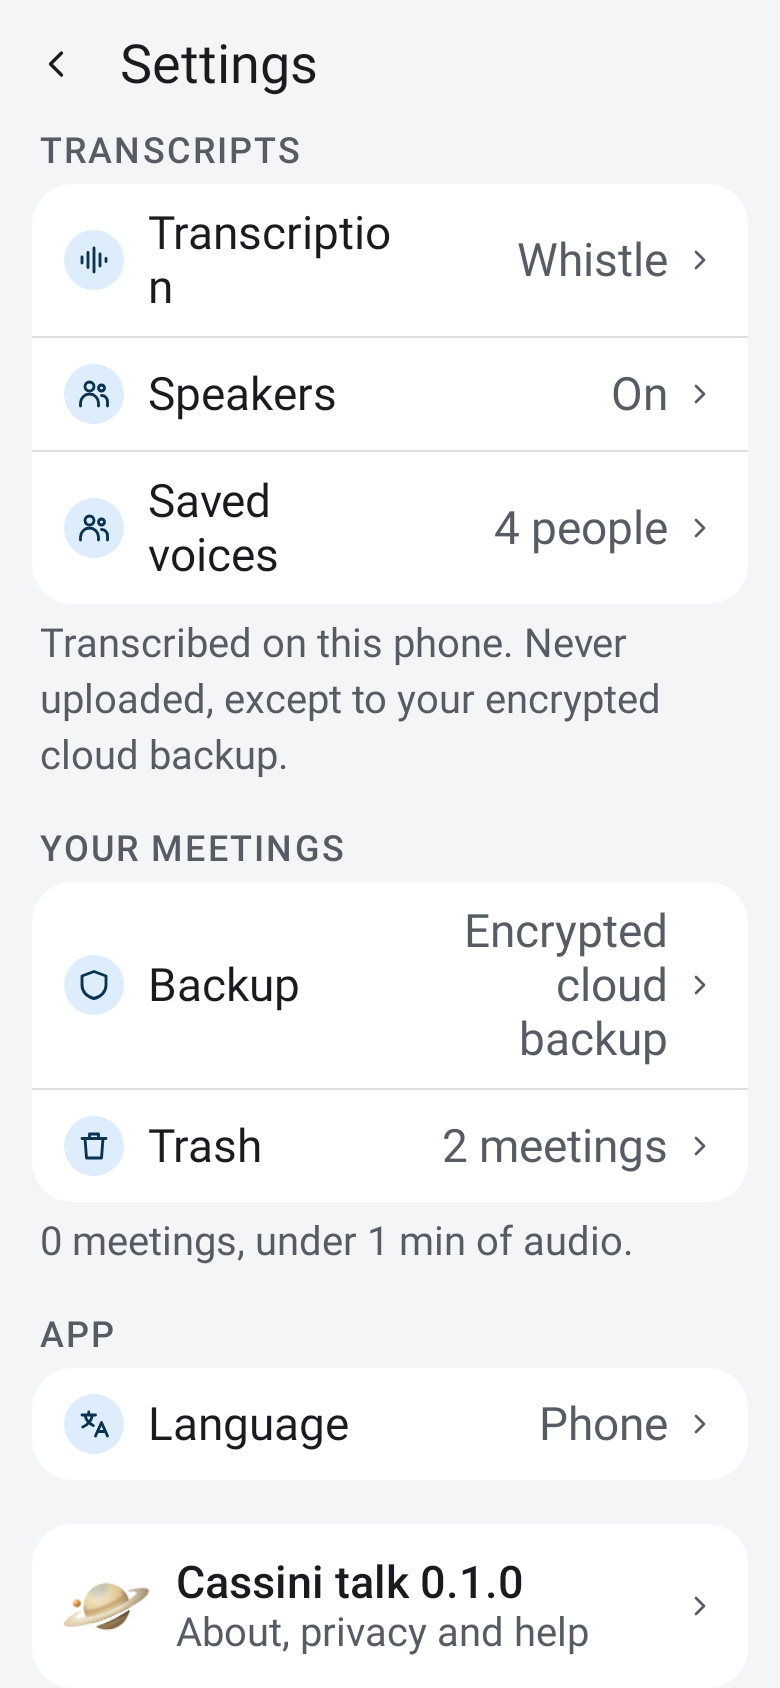 Settings
TRANSCRIPTS
Transcriptio
n
Whistle
Speakers
On
Saved
voices
4 people
Transcribed on this phone. Never
uploaded, except to your encrypted
cloud backup.
YOUR MEETINGS
Backup
Encrypted
cloud
backup
Trash
2 meetings
0 meetings, under 1 min of audio.
APP
Language
Phone
Cassini talk 0.1.0
About, privacy and help